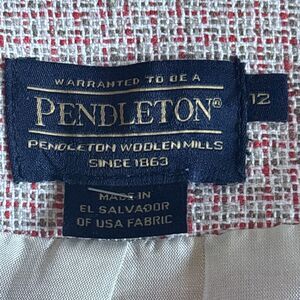 WARRANTED TO BE A
PENDLETON®
12
PENDLETON WOOLEN MILLS
SINCE 1863
MADE IN
EL SALVADOR
OF USA FABRIC